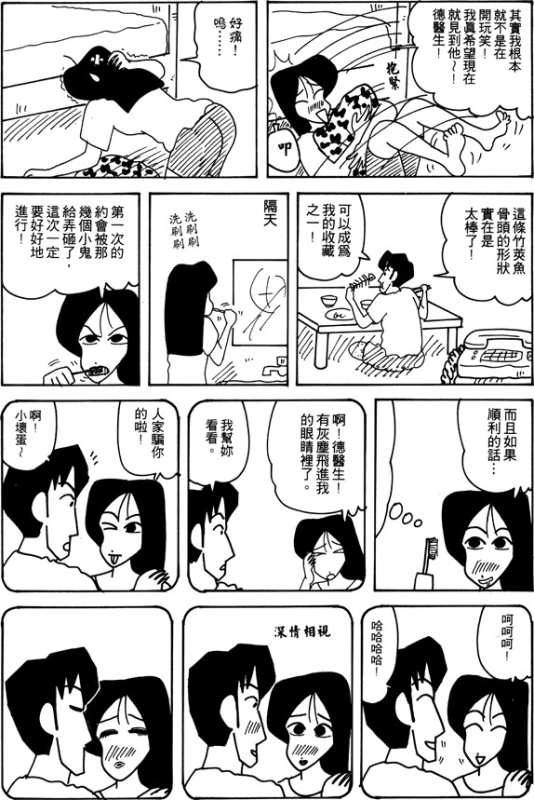 其實我根本
就不是在
開玩笑！
我真希望現在
就見到他～！
德醫生！
抱緊
叩
好痛！
嗚……
這條竹莢魚
骨頭的形狀
實在是
太棒了！
可以成為
我的收藏
之一！
隔天
洗刷刷
洗刷刷
第一次的
約會被那
幾個小鬼
給弄砸了，
這次一定
要好好地
進行！
而且如果
順利的話…
啊！德醫生！
有灰塵飛進我
的眼睛裡了。
我幫妳
看看。
人家騙你
的啦！
啊！
小壞蛋～
呵呵呵！
哈哈哈哈！
深情相視